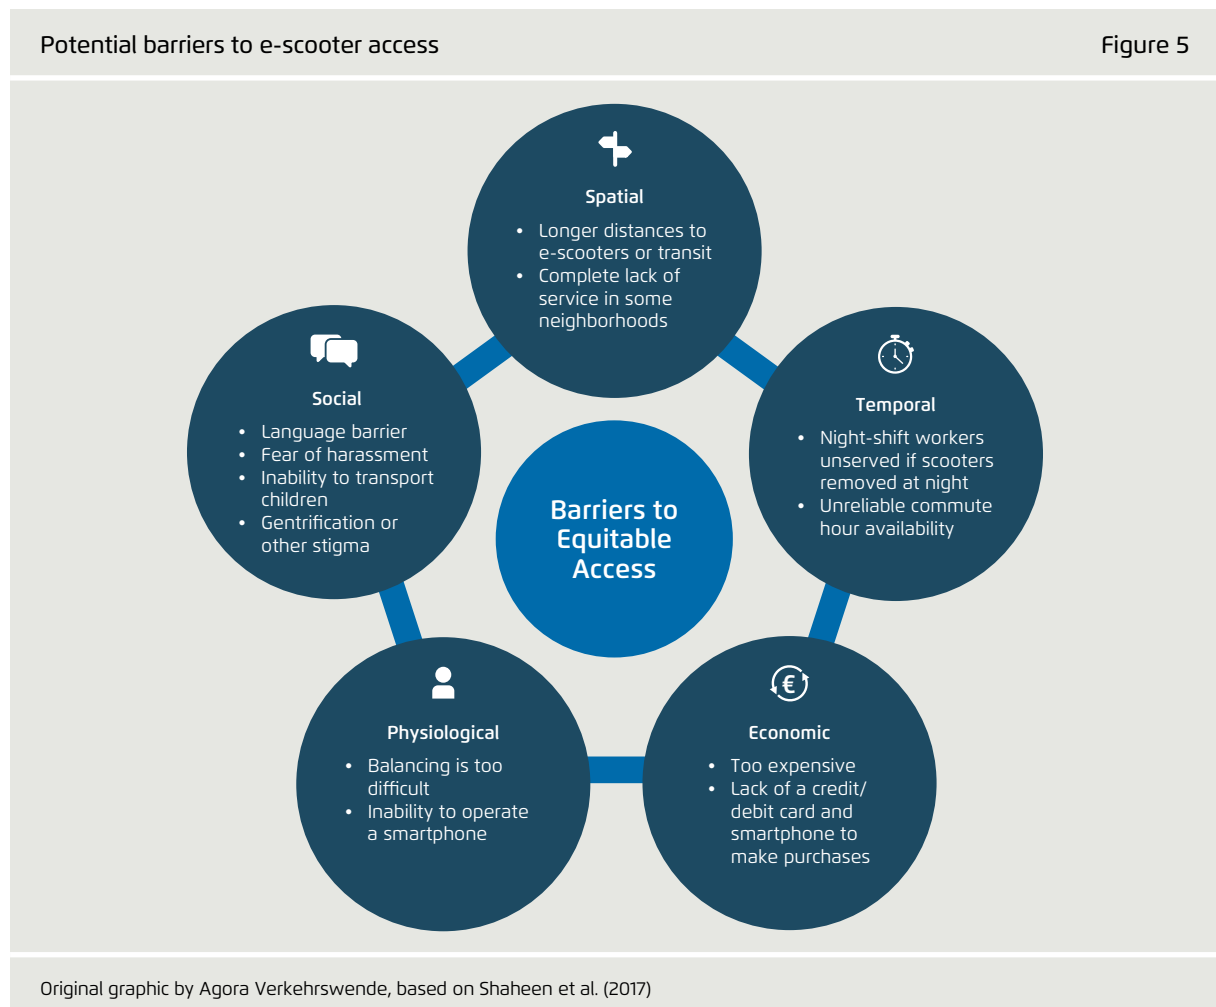 Potential barriers to e-scooter access
Figure 5
Spatial
• Longer distances to
e-scooters or transit
• Complete lack of
service in some
neighborhoods
Social
• Language barrier
• Fear of harassment
• Inability to transport
children
• Gentrification or
other stigma
Temporal
• Night-shift workers
unserved if scooters
removed at night
• Unreliable commute
hour availability
Barriers to
Equitable
Access
Physiological
• Balancing is too
difficult
• Inability to operate
a smartphone
€
Economic
• Too expensive
• Lack of a credit/
debit card and
smartphone to
make purchases
Original graphic by Agora Verkehrswende, based on Shaheen et al. (2017)